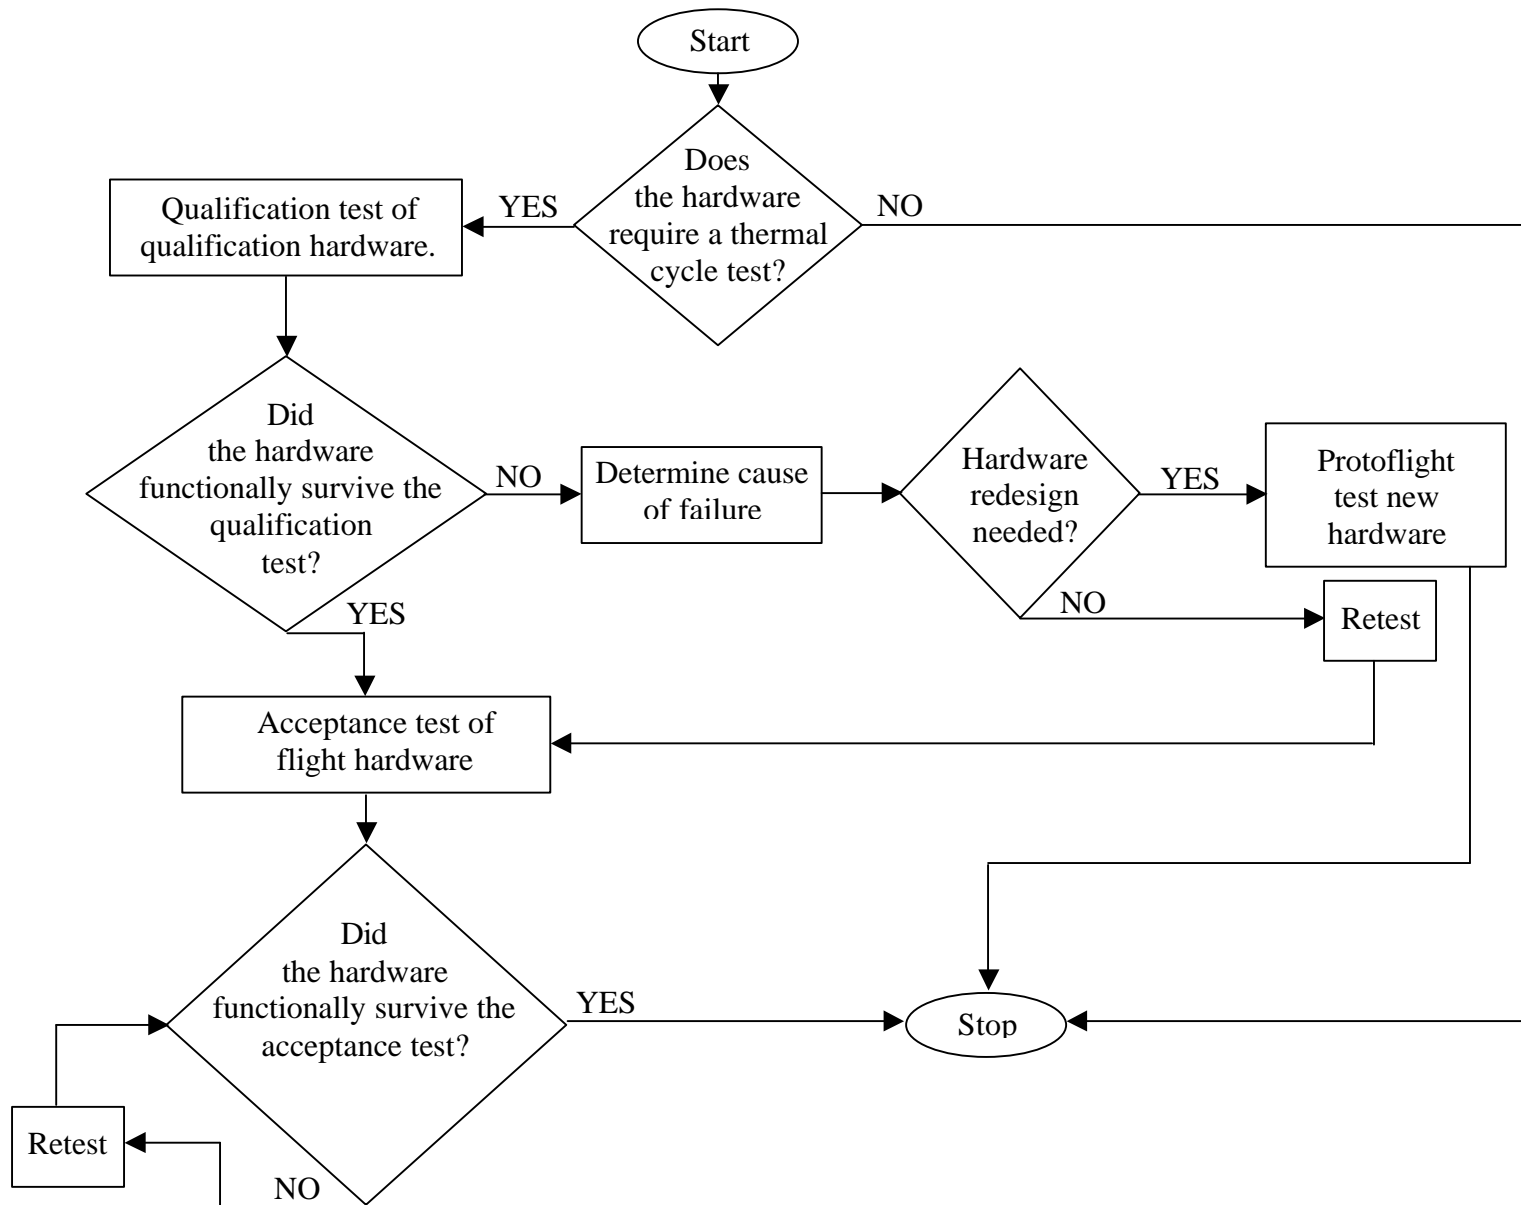 Start
Does
the hardware
require a thermal
cycle test?
YES
NO
Qualification test of
qualification hardware.
Did
the hardware
functionally survive the
qualification
test?
NO
Determine cause
of failure
Hardware
redesign
needed?
YES
Protoflight
test new
hardware
NO
Retest
YES
Acceptance test of
flight hardware
Did
the hardware
functionally survive the
acceptance test?
YES
Stop
Retest
NO